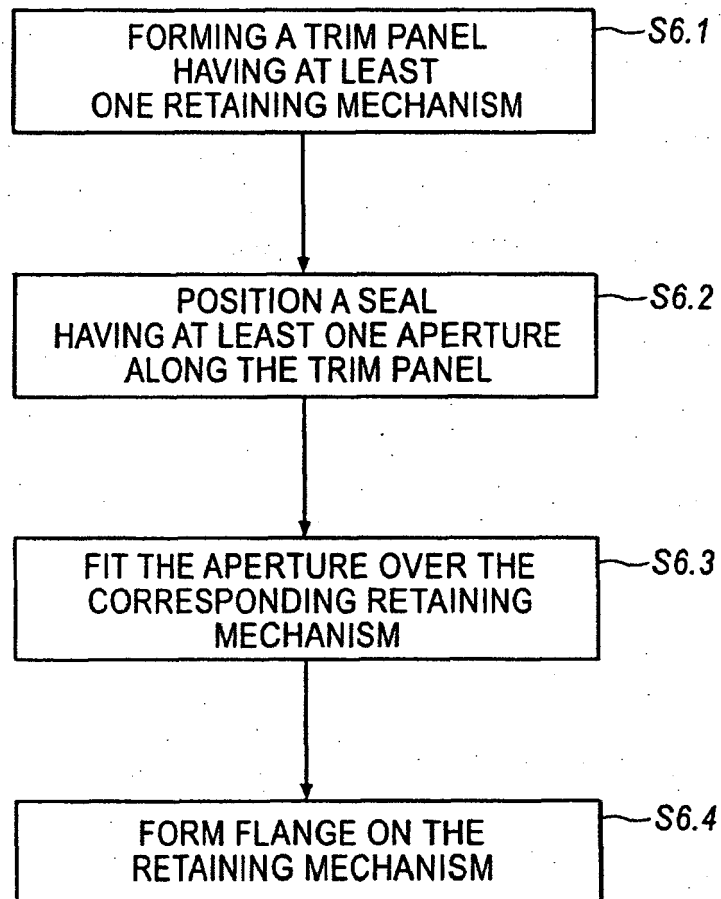 FORMING A TRIM PANEL
HAVING AT LEAST
ONE RETAINING MECHANISM
S6.1
POSITION A SEAL
HAVING AT LEAST ONE APERTURE
ALONG THE TRIM PANEL
S6.2
FIT THE APERTURE OVER THE
CORRESPONDING RETAINING
MECHANISM
S6.3
FORM FLANGE ON THE
RETAINING MECHANISM
S6.4